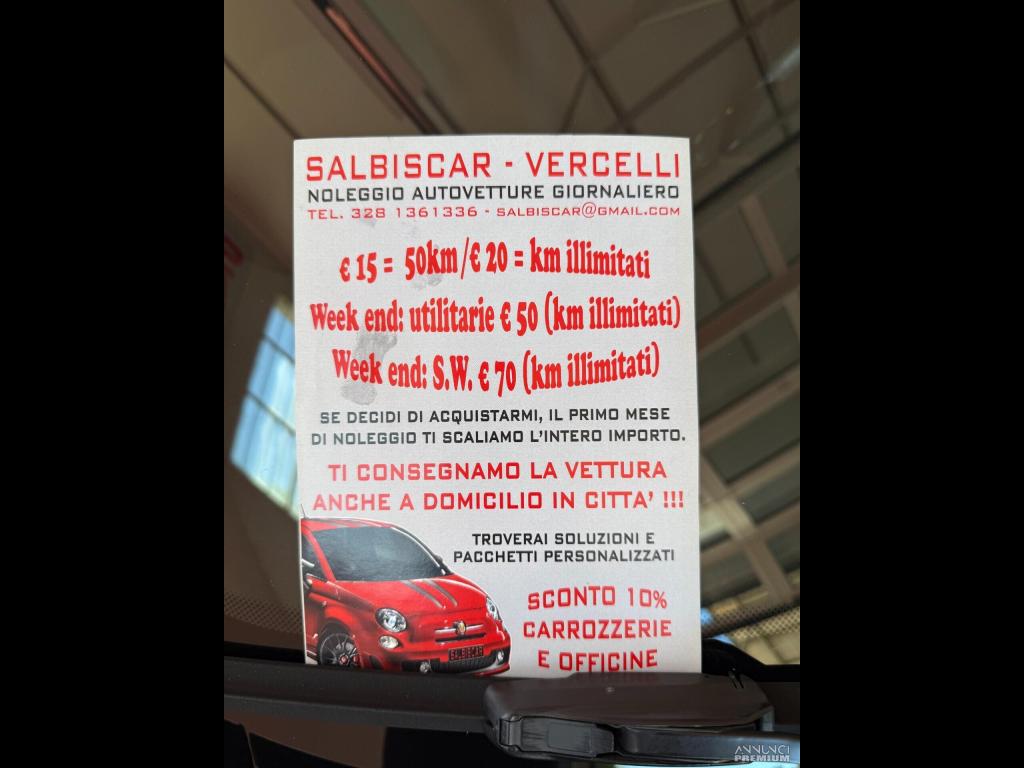 SALBISCAR - VERCELLI
NOLEGGIO AUTOVETTURE GIORNALIERO
TEL. 328 1361336 - SALBISCAR@GMAIL.COM
€ 15 = 50km/€ 20 = km illimitati
Week end: utilitarie € 50 (km illimitati)
Week end: S.W. € 70 (km illimitati)
SE DECIDI DI ACQUISTARMI, IL PRIMO MESE
DI NOLEGGIO TI SCALIAMO L'INTERO IMPORTO.
TI CONSEGNAMO LA VETTURA
ANCHE A DOMICILIO IN CITTA' !!!
TROVERAI SOLUZIONI E
PACCHETTI PERSONALIZZATI
SCONTO 10%
CARROZZERIE
E OFFICINE
SALBISCAR
ANNUNCI
PREMIUM